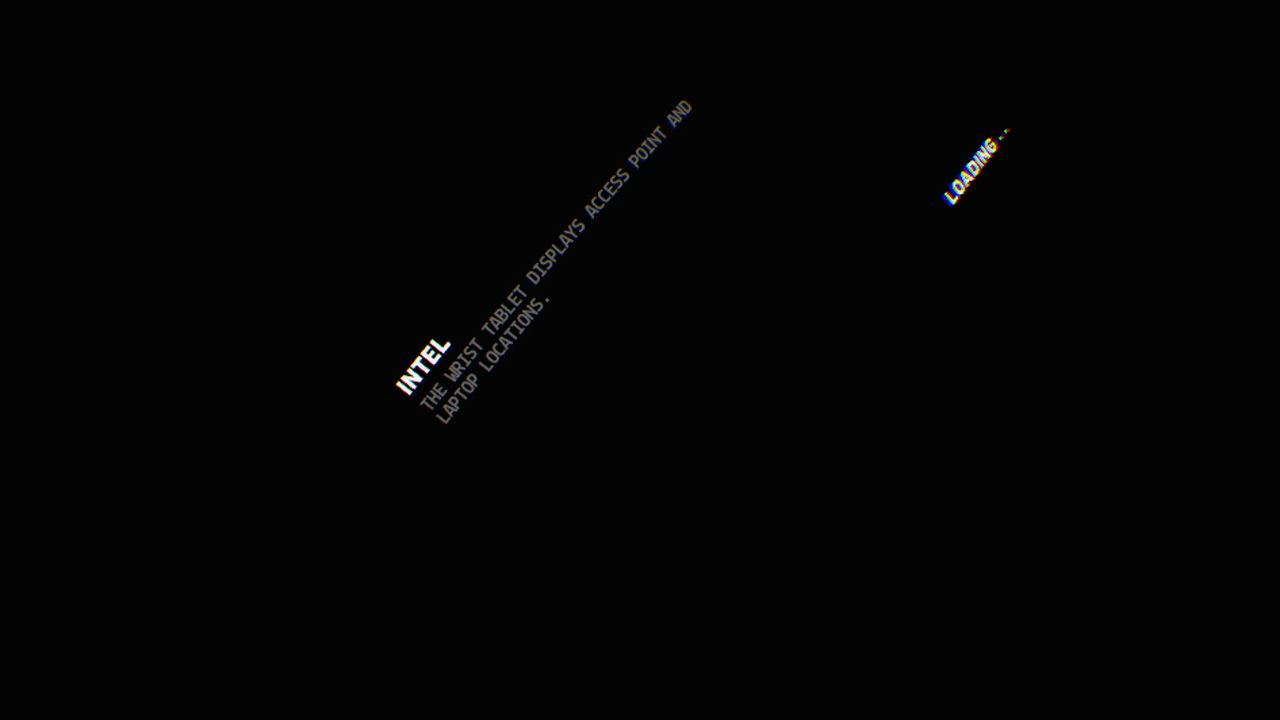 INTEL
THE WRIST TABLET DISPLAYS ACCESS POINT AND
LAPTOP LOCATIONS.
LOADING..